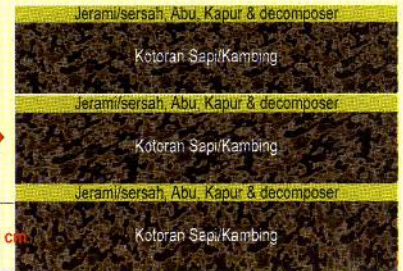 Jerami/sersah, Abu, Kapur & decomposer
Kotoran Sapi/Kambing
Jerami/sersah, Abu, Kapur & decomposer
Kotoran Sapi/Kambing
Jerami/sersah, Abu, Kapur & decomposer
cm
Kotoran Sapi/Kambing